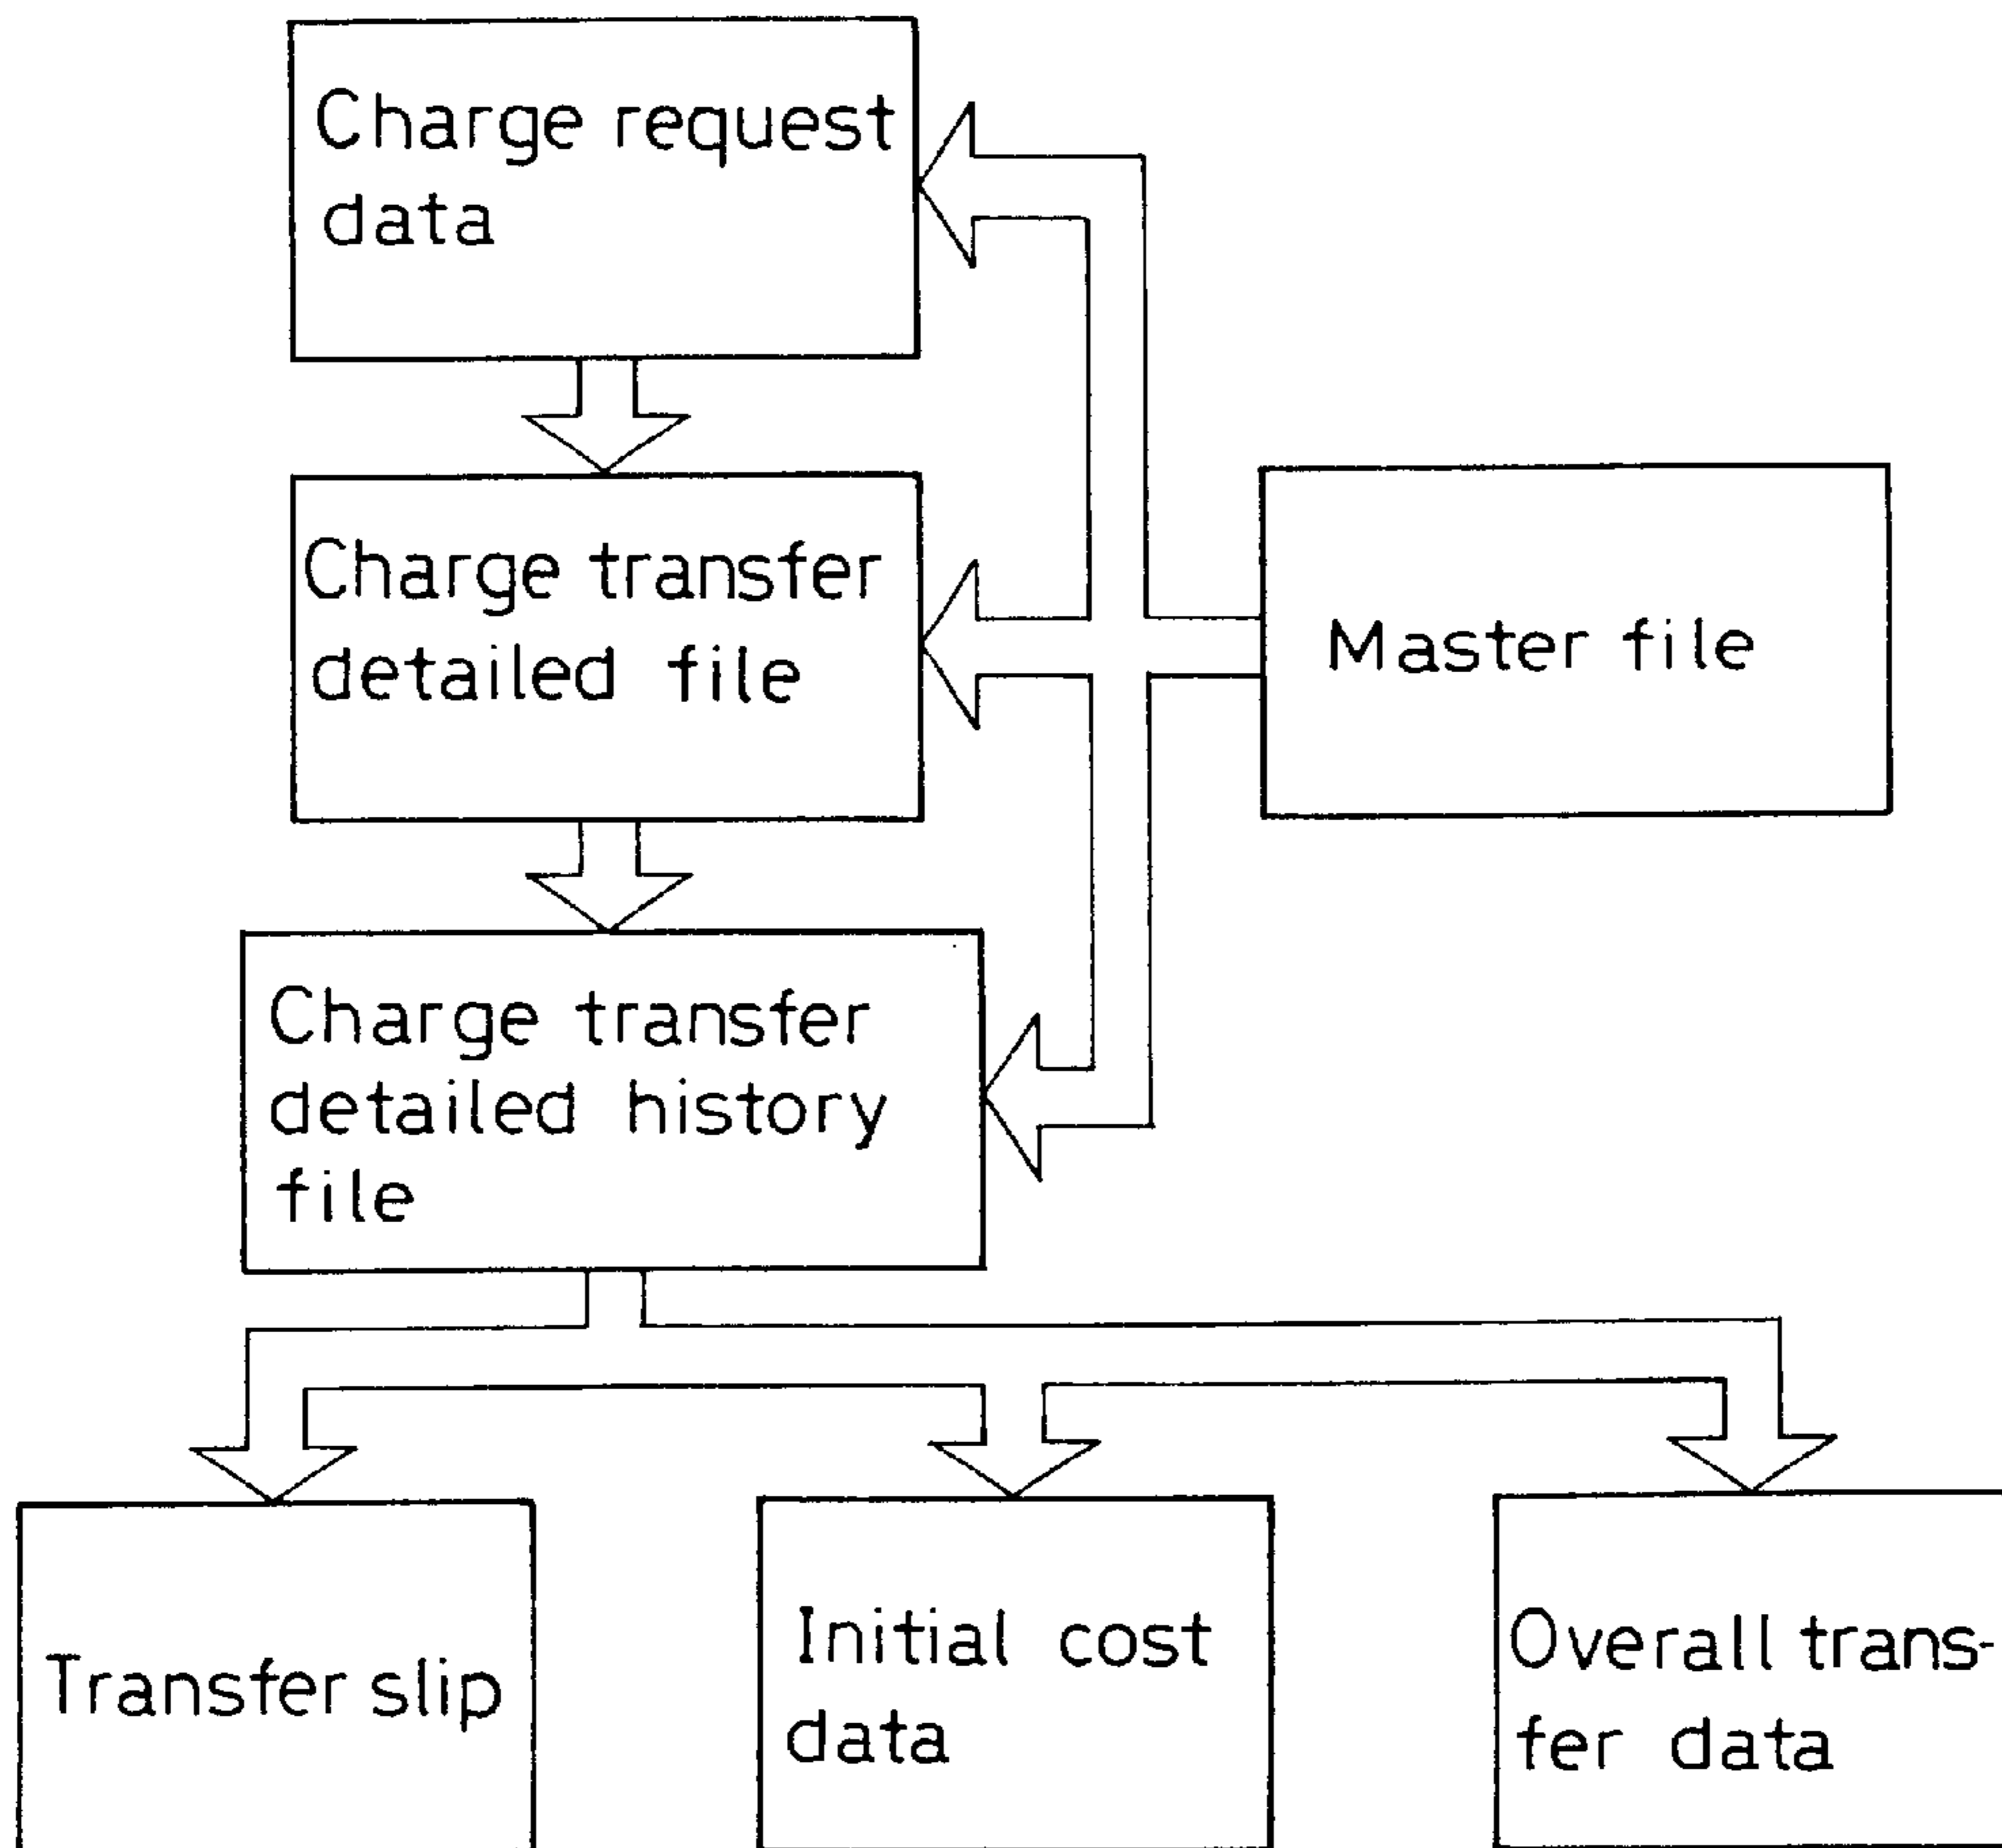 Charge request
data
Charge transfer
detailed file
Master file
Charge transfer
detailed history
file
Transfer slip
Initial cost
data
Overall trans-
fer data